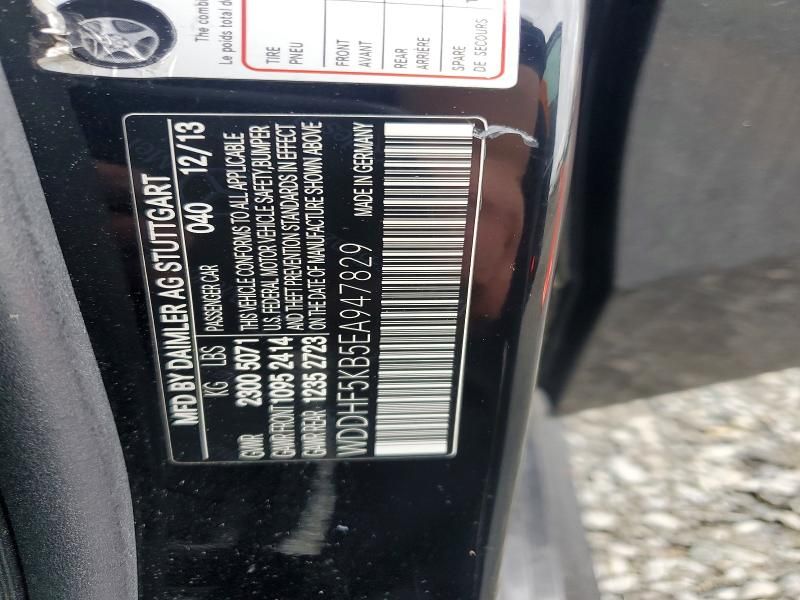 The combi
Le poids total de
TIRE
PNEU
FRONT
AVANT
REAR
ARRIÈRE
SPARE
DE SECOURS
MFD BY DAIMLER AG STUTTGART
KG LBS PASSENGER CAR 040 12/13
GVWR 2300 5071 THIS VEHICLE CONFORMS TO ALL APPLICABLE
U.S. FEDERAL MOTOR VEHICLE SAFETY, BUMPER
GAWR FRONT 1095 2414 AND THEFT PREVENTION STANDARDS IN EFFECT
GAWR REAR 1235 2723 ON THE DATE OF MANUFACTURE SHOWN ABOVE
WDDHF5KB5EA947829 MADE IN GERMANY